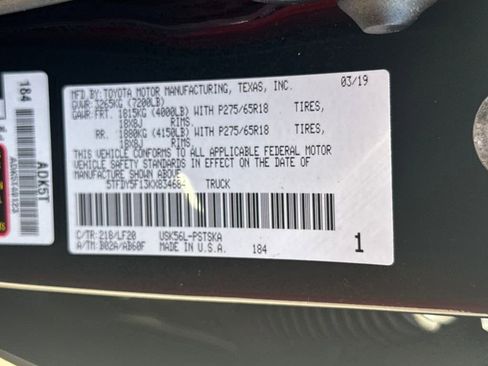 MFD. BY: TOYOTA MOTOR MANUFACTURING, TEXAS, INC. 03/19
GVWR: 3265KG (7200LB)
GAWR: FRT. 1815KG (4000LB) WITH P275/65R18 TIRES,
18X8J RIMS.
RR. 1880KG (4150LB) WITH P275/65R18 TIRES,
18X8J RIMS.
THIS VEHICLE CONFORMS TO ALL APPLICABLE FEDERAL MOTOR
VEHICLE SAFETY STANDARDS IN EFFECT ON THE DATE OF
MANUFACTURE SHOWN ABOVE.
5TFDY5F13KX834684 TRUCK
C/TR: 218/LF20 USK56L-PSTSKA
A/TM: B02A/AB60F MADE IN U.S.A. 184 1
184
ADK5T